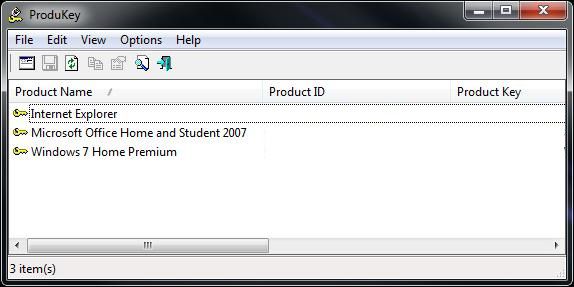 ProduKey
File Edit View Options Help
Product Name Product ID Product Key
Internet Explorer
Microsoft Office Home and Student 2007
Windows 7 Home Premium
3 item(s)